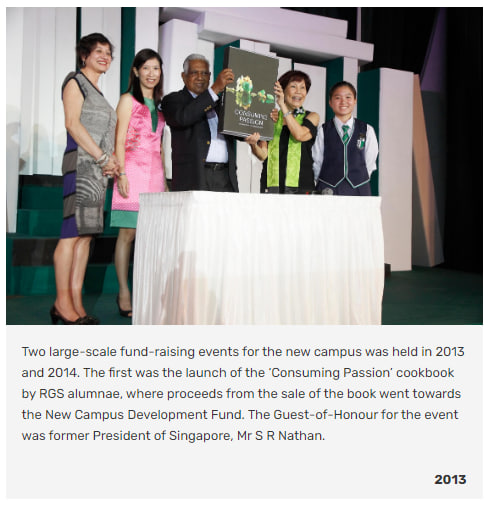 CONSUMING
PASSION
Two large-scale fund-raising events for the new campus was held in 2013
and 2014. The first was the launch of the ‘Consuming Passion’ cookbook
by RGS alumnae, where proceeds from the sale of the book went towards
the New Campus Development Fund. The Guest-of-Honour for the event
was former President of Singapore, Mr S R Nathan.
2013